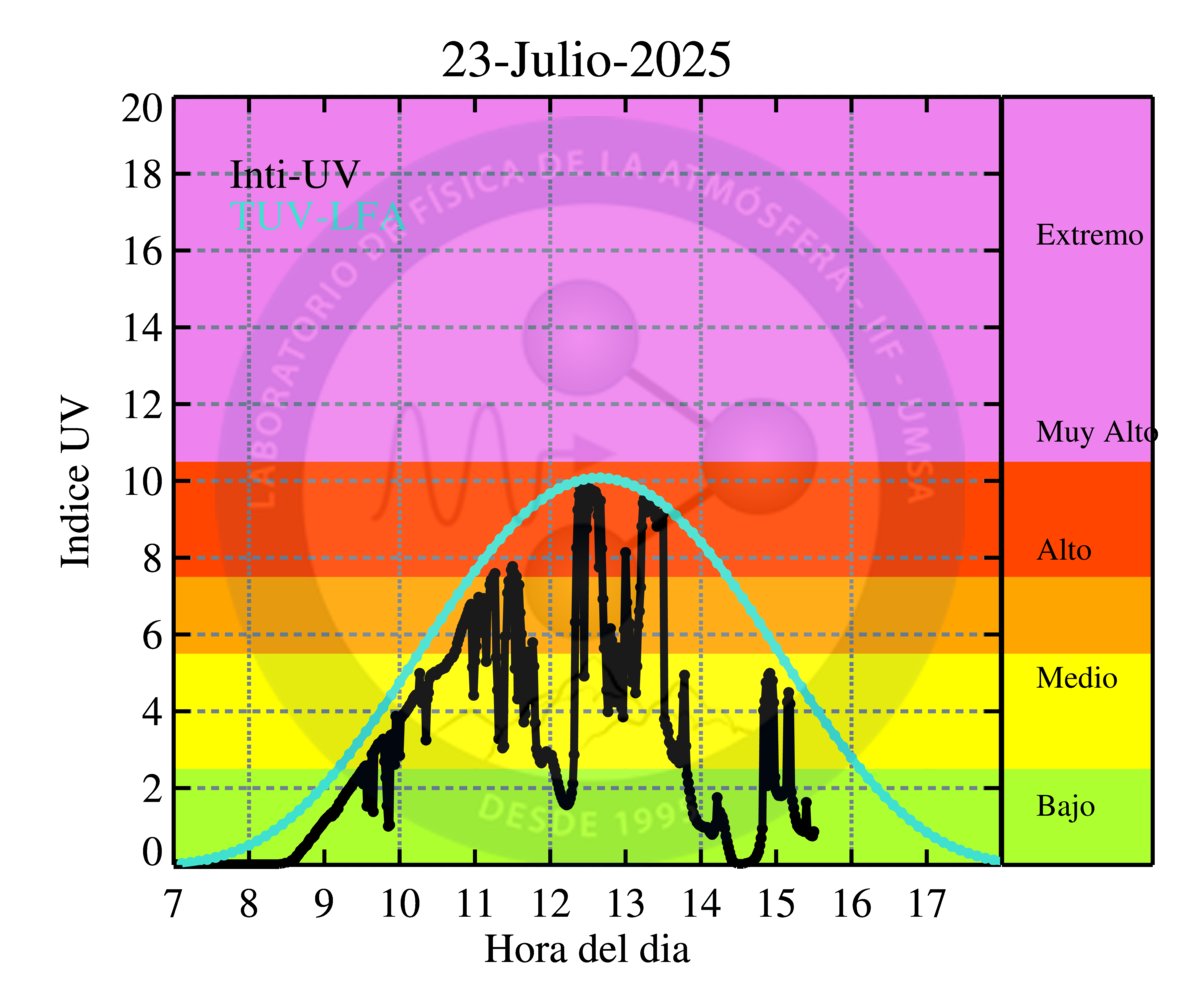 23-Julio-2025
Inti-UV
TUV-LFA
LABORATORIO DE FÍSICA DE LA ATMÓSFERA - IIF - UMSA
DESDE 1995
Indice UV
20
18
16
14
12
10
8
6
4
2
0
Extremo
Muy Alto
Alto
Medio
Bajo
7 8 9 10 11 12 13 14 15 16 17
Hora del dia